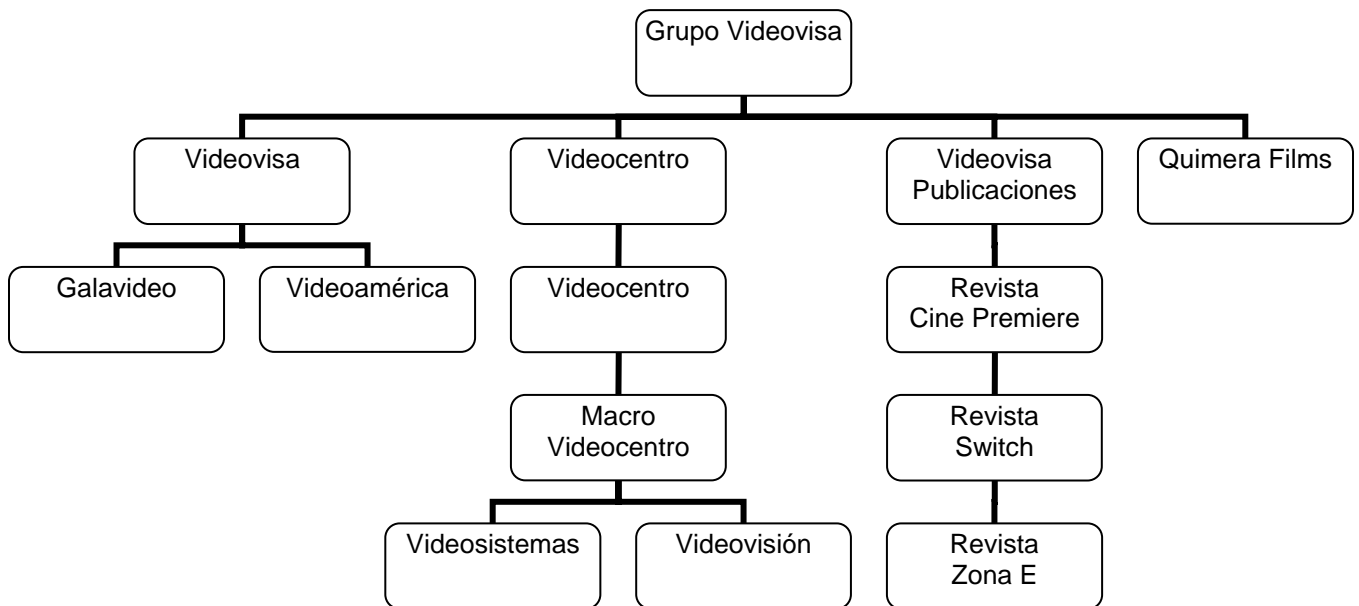 Grupo Videovisa
Videovisa
Videocentro
Videovisa
Publicaciones
Quimera Films
Galavideo
Videoamérica
Videocentro
Revista
Cine Premiere
Macro
Videocentro
Revista
Switch
Videosistemas
Videovisión
Revista
Zona E